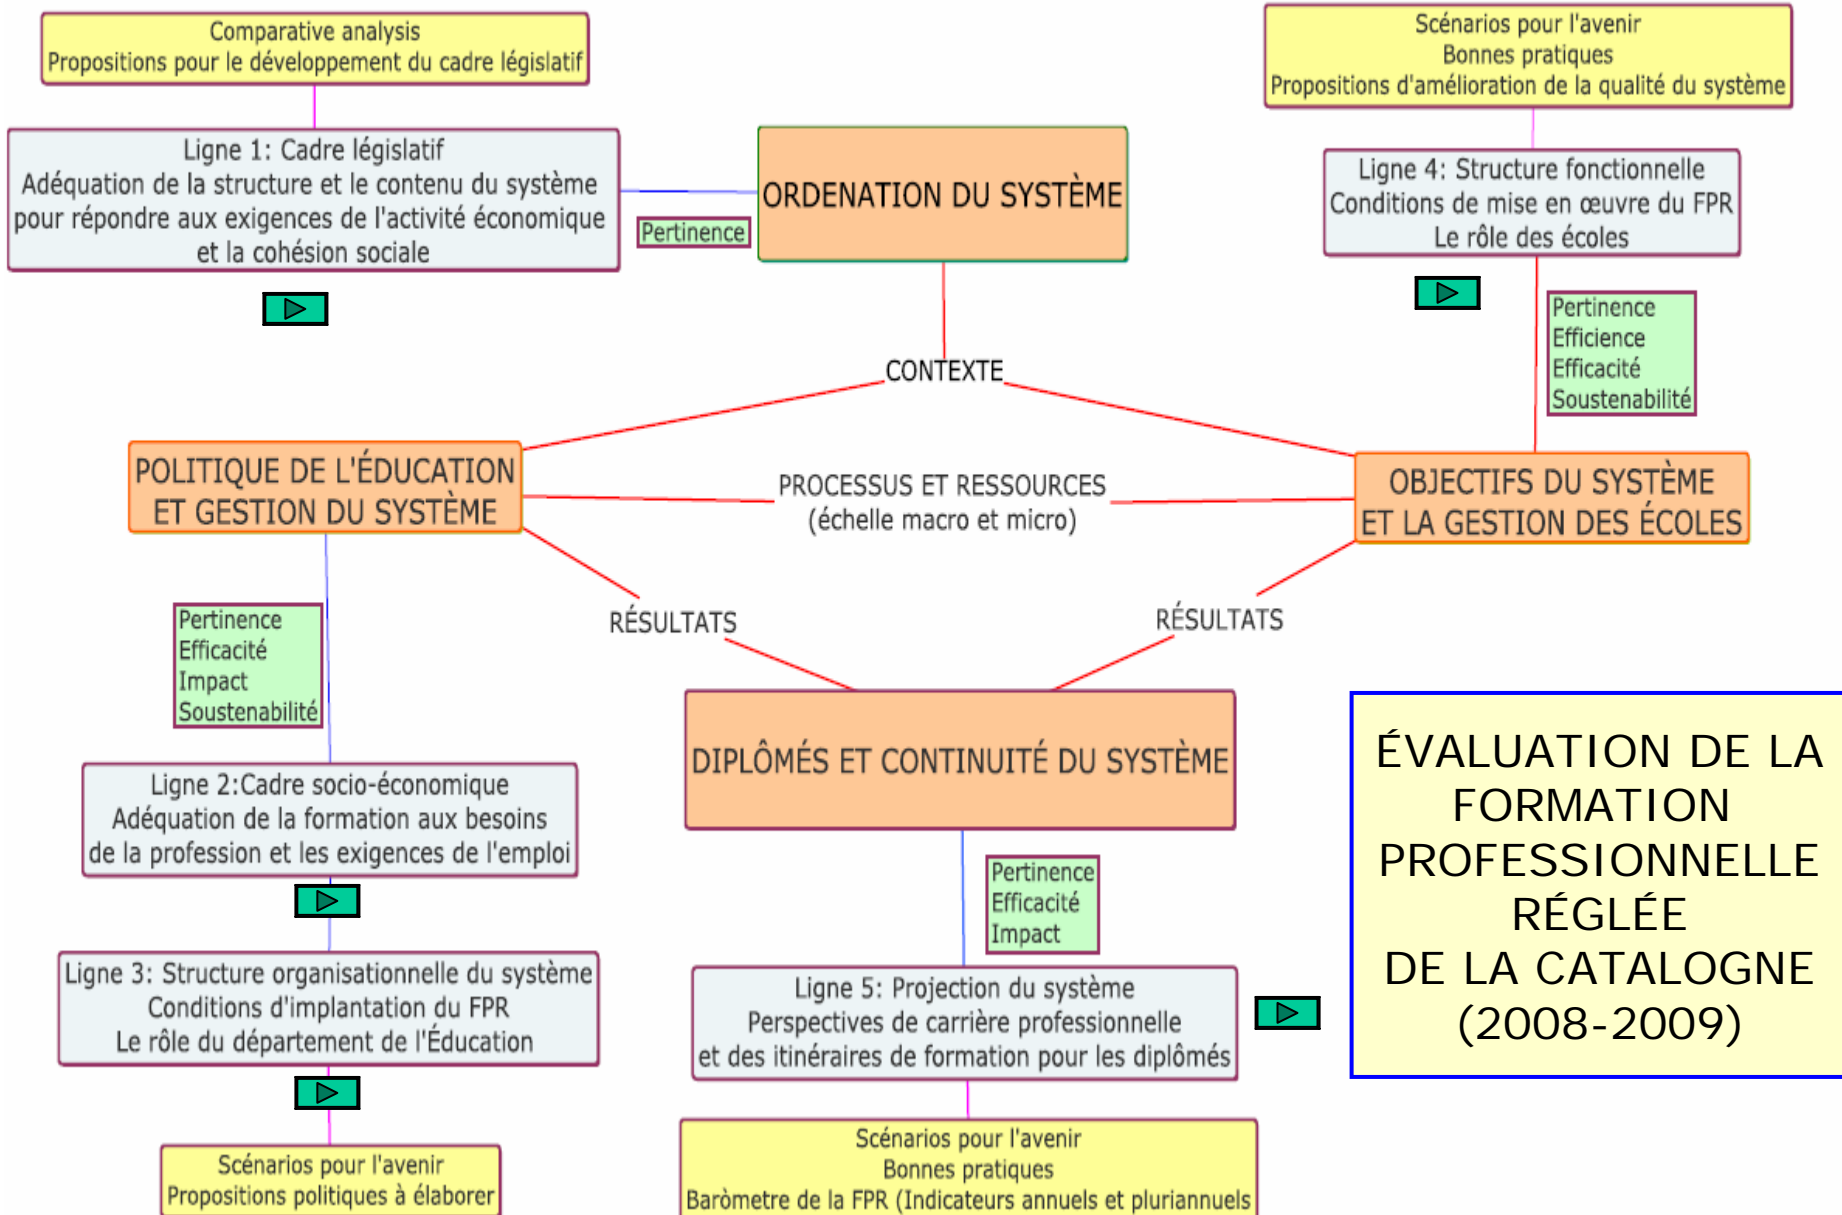 Comparative analysis
Propositions pour le développement du cadre législatif
Ligne 1: Cadre législatif
Adéquation de la structure et le contenu du système
pour répondre aux exigences de l'activité économique
et la cohésion sociale
Pertinence
ORDENATION DU SYSTÈME
Scénarios pour l'avenir
Bonnes pratiques
Propositions d'amélioration de la qualité du système
Ligne 4: Structure fonctionnelle
Conditions de mise en œuvre du FPR
Le rôle des écoles
Pertinence
Efficience
Efficacité
Soustenabilité
CONTEXTE
POLITIQUE DE L'ÉDUCATION
ET GESTION DU SYSTÈME
PROCESSUS ET RESSOURCES
(échelle macro et micro)
OBJECTIFS DU SYSTÈME
ET LA GESTION DES ÉCOLES
RÉSULTATS
RÉSULTATS
Pertinence
Efficacité
Impact
Soustenabilité
DIPLÔMÉS ET CONTINUITÉ DU SYSTÈME
Ligne 2:Cadre socio-économique
Adéquation de la formation aux besoins
de la profession et les exigences de l'emploi
Pertinence
Efficacité
Impact
Ligne 3: Structure organisationnelle du système
Conditions d'implantation du FPR
Le rôle du département de l'Éducation
Ligne 5: Projection du système
Perspectives de carrière professionnelle
et des itinéraires de formation pour les diplômés
Scénarios pour l'avenir
Propositions politiques à élaborer
Scénarios pour l'avenir
Bonnes pratiques
Baròmetre de la FPR (Indicateurs annuels et pluriannuels
ÉVALUATION DE LA
FORMATION
PROFESSIONNELLE
RÉGLÉE
DE LA CATALOGNE
(2008-2009)